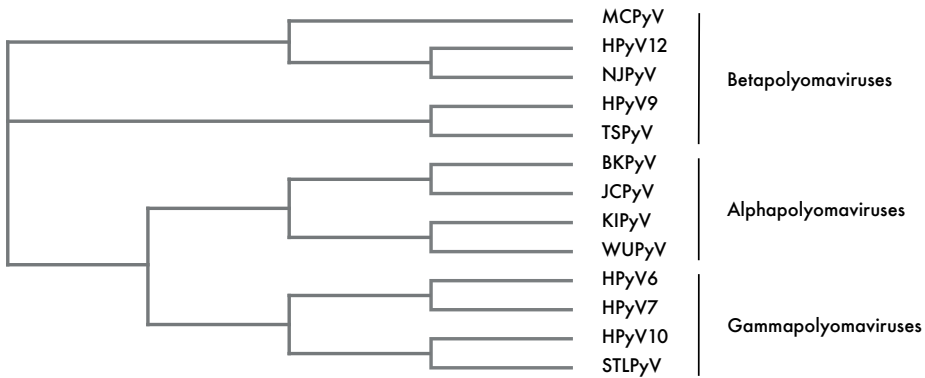 MCPyV
HPyV12
NJPyV
HPyV9
TSPyV
Betapolyomaviruses
BKPyV
JCPyV
KIPyV
WUPyV
Alphapolyomaviruses
HPyV6
HPyV7
HPyV10
STLPyV
Gammapolyomaviruses